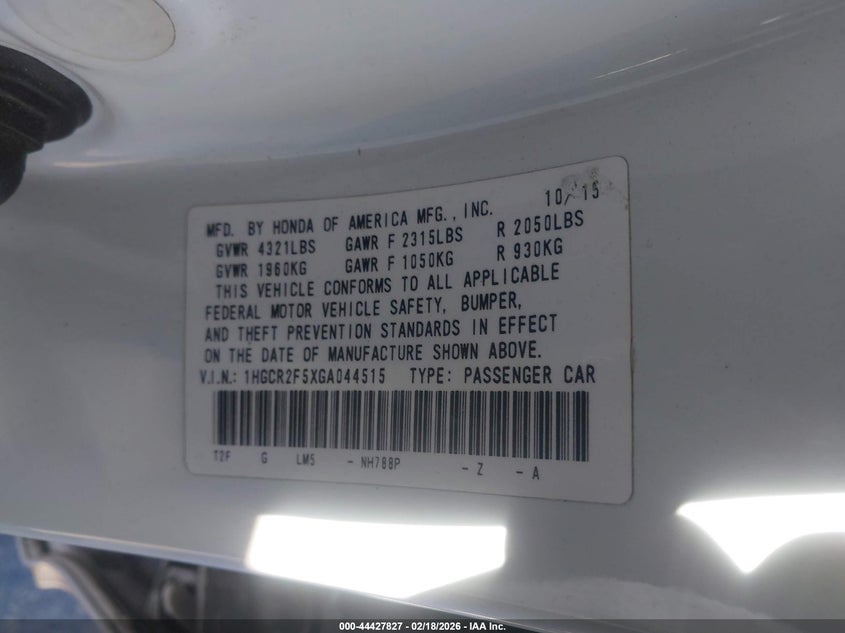 10/15
MFD. BY HONDA OF AMERICA MFG., INC.
GVWR 4321LBS GAWR F 2315LBS R 2050LBS
GVWR 1960KG GAWR F 1050KG R 930KG
THIS VEHICLE CONFORMS TO ALL APPLICABLE
FEDERAL MOTOR VEHICLE SAFETY, BUMPER,
AND THEFT PREVENTION STANDARDS IN EFFECT
ON THE DATE OF MANUFACTURE SHOWN ABOVE.
V.I.N.: 1HGCR2F5XGA044515 TYPE: PASSENGER CAR
T2F G LM5 - NH788P - Z - A
000-44427827 - 02/18/2026 - IAA Inc.